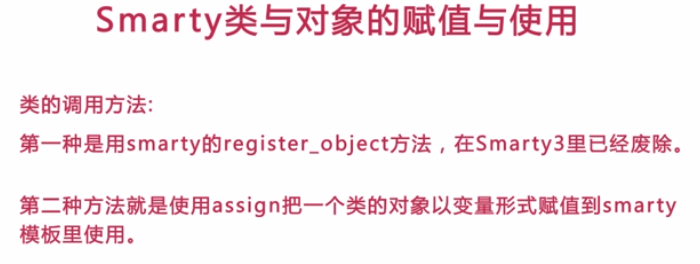 Smarty类与对象的赋值与使用
类的调用方法:
第一种是用smarty的register_object方法，在Smarty3里已经废除。
第二种方法就是使用assign把一个类的对象以变量形式赋值到smarty
模板里使用。